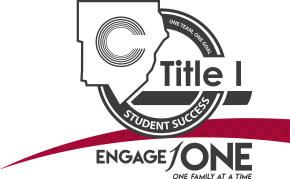 ONE TEAM, ONE GOAL
C
Title I
STUDENT SUCCESS
ENGAGE/ONE
ONE FAMILY AT A TIME